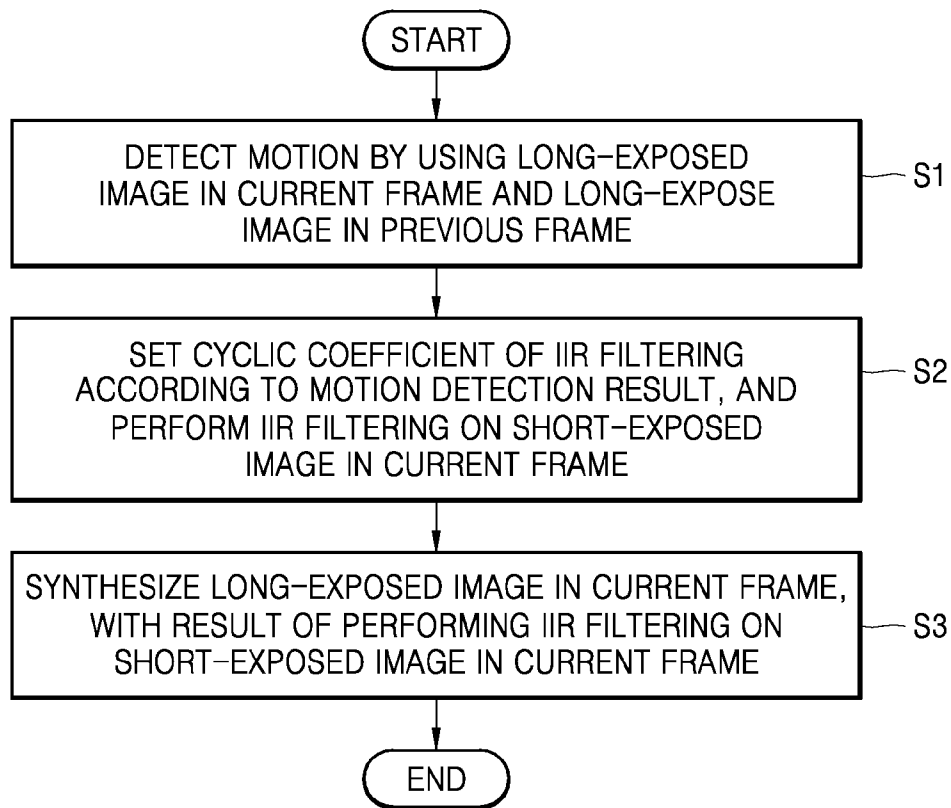 START
DETECT MOTION BY USING LONG-EXPOSED
IMAGE IN CURRENT FRAME AND LONG-EXPOSE
IMAGE IN PREVIOUS FRAME
S1
SET CYCLIC COEFFICIENT OF IIR FILTERING
ACCORDING TO MOTION DETECTION RESULT, AND
PERFORM IIR FILTERING ON SHORT-EXPOSED
IMAGE IN CURRENT FRAME
S2
SYNTHESIZE LONG-EXPOSED IMAGE IN CURRENT FRAME,
WITH RESULT OF PERFORMING IIR FILTERING ON
SHORT-EXPOSED IMAGE IN CURRENT FRAME
S3
END